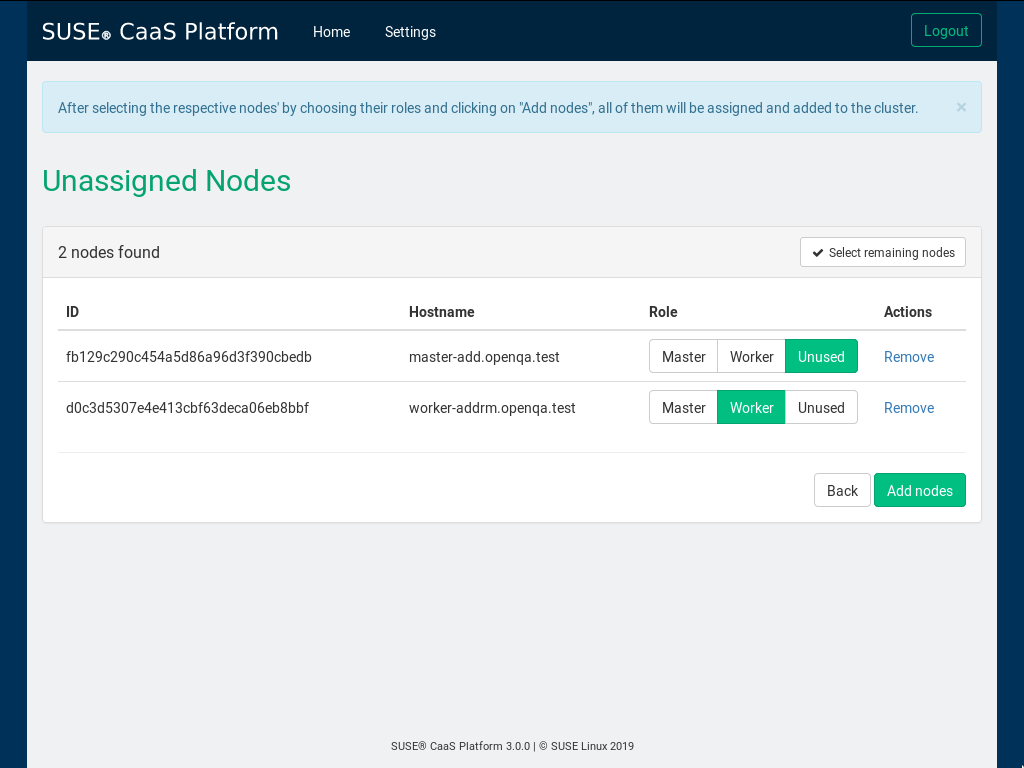 SUSE® CaaS Platform Home Settings Logout
After selecting the respective nodes' by choosing their roles and clicking on "Add nodes", all of them will be assigned and added to the cluster. ×
Unassigned Nodes
2 nodes found Select remaining nodes
ID Hostname Role Actions
fb129c290c454a5d86a96d3f390cbedb master-add.openqa.test Master Worker Unused Remove
d0c3d5307e4e413cbf63deca06eb8bbf worker-addrm.openqa.test Master Worker Unused Remove
Back Add nodes
SUSE® CaaS Platform 3.0.0 | © SUSE Linux 2019